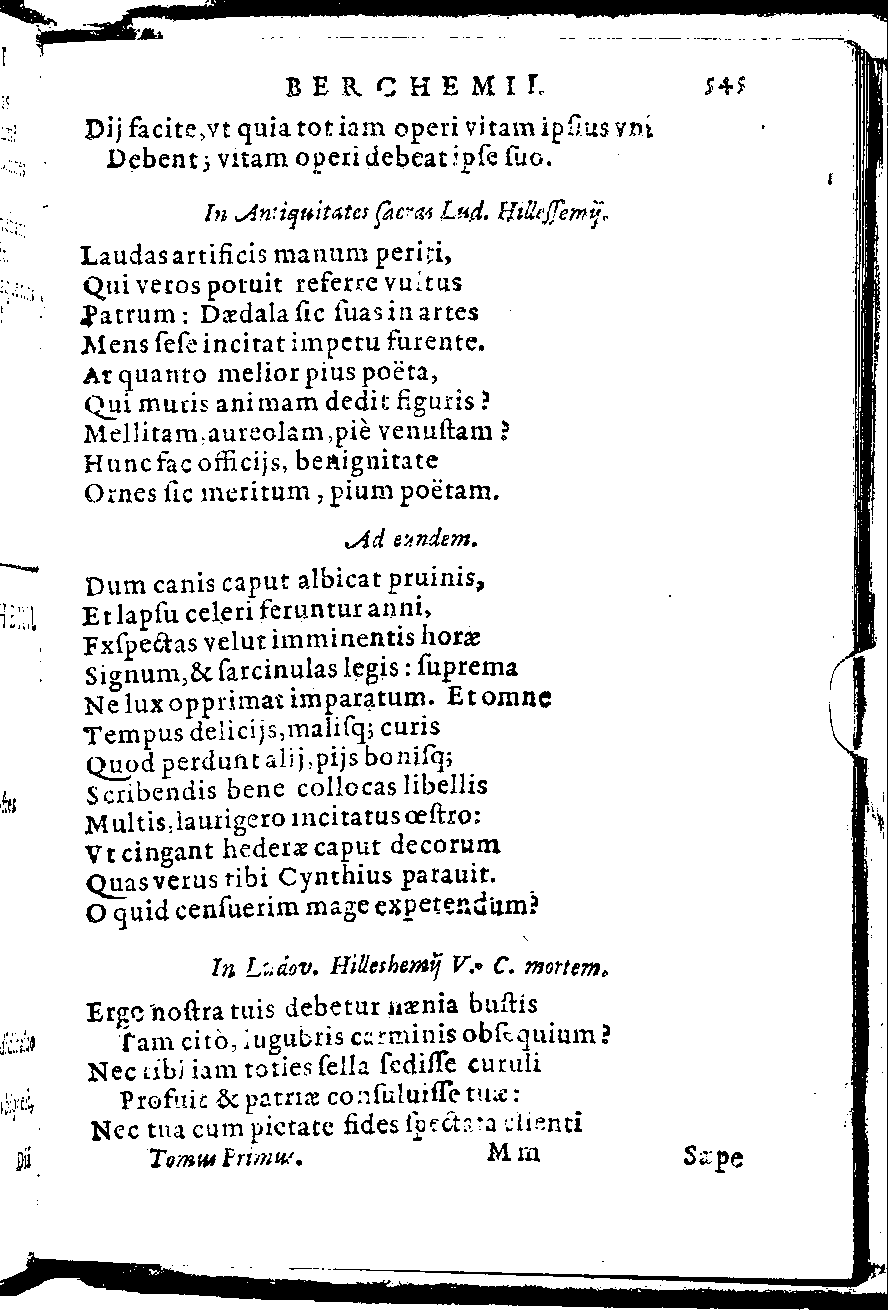 BERCHEMII. 545
Dij facite, vt quia tot iam operi vitam ipſius vni
Debent; vitam operi debeat ipſe ſuo.
In Antiquitates ſacras Lud. Hilleſſemij.
Laudas artificis manum periti,
Qui veros potuit referre vultus
Patrum: Dædala ſic ſuas in artes
Mens ſeſe incitat impetu furente.
At quanto melior pius poëta,
Qui mutis animam dedit figuris?
Mellitam, aureolam, piè venuſtam?
Hunc fac officijs, benignitate
Ornes ſic meritum, pium poëtam.
Ad eundem.
Dum canis caput albicat pruinis,
Et lapſu celeri feruntur anni,
Exſpectas velut imminentis horæ
Signum, & ſarcinulas legis: ſuprema
Ne lux opprimat imparatum. Et omne
Tempus delicijs, maliſq; curis
Quod perdunt alij, pijs boniſq;
Scribendis bene collocas libellis
Multis, laurigero incitatus œſtro:
Vt cingant hederæ caput decorum
Quas verus tibi Cynthius parauit.
O quid cenſuerim mage expetendum?
In Ludov. Hilleshemij V. C. mortem.
Ergo noſtra tuis debetur nænia buſtis
Tam citò, lugubris carminis obſequium?
Nec tibi iam toties ſella ſediſſe curuli
Profuit & patriæ conſuluiſſe tuæ:
Nec tua cum pietate fides ſpectata clienti
Tomus Primus. M m Sæpe